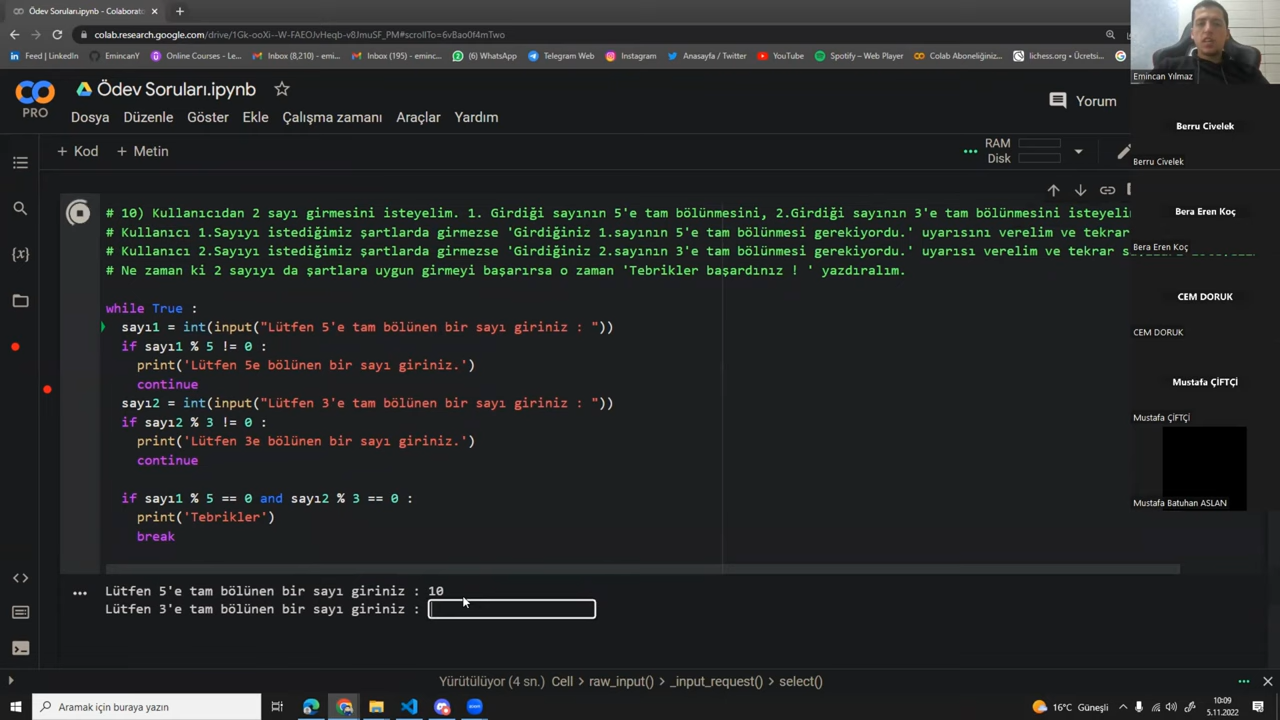 Ödev Soruları.ipynb - Colaborato
colab.research.google.com/drive/1Gk-ooXi--W-FAEOJvHeqb-v8JmuSF_PM#scrollTo=6vBao0f4mTwo
Feed | LinkedIn
EmincanY
Online Courses - Le...
Inbox (8,210) - emi...
Inbox (195) - eminc...
(6) WhatsApp
Telegram Web
Instagram
Anasayfa / Twitter
YouTube
Spotify – Web Player
Colab Aboneliğiniz...
lichess.org • Ücretsi...
Emincan Yılmaz
PRO
Ödev Soruları.ipynb
Yorum
Dosya Düzenle Göster Ekle Çalışma zamanı Araçlar Yardım
+ Kod + Metin
RAM
Disk
Berru Civelek
Berru Civelek
Bera Eren Koç
Bera Eren Koç
CEM DORUK
CEM DORUK
Mustafa ÇİFTÇİ
Mustafa ÇİFTÇİ
Mustafa Batuhan ASLAN
# 10) Kullanıcıdan 2 sayı girmesini isteyelim. 1. Girdiği sayının 5'e tam bölünmesini, 2.Girdiği sayının 3'e tam bölünmesini isteyelim
# Kullanıcı 1.Sayıyı istediğimiz şartlarda girmezse 'Girdiğiniz 1.sayının 5'e tam bölünmesi gerekiyordu.' uyarısını verelim ve tekrar
# Kullanıcı 2.Sayıyı istediğimiz şartlarda girmezse 'Girdiğiniz 2.sayının 3'e tam bölünmesi gerekiyordu.' uyarısını verelim ve tekrar
# Ne zaman ki 2 sayıyı da şartlara uygun girmeyi başarırsa o zaman 'Tebrikler başardınız ! ' yazdıralım.
while True :
sayı1 = int(input("Lütfen 5'e tam bölünen bir sayı giriniz : "))
if sayı1 % 5 != 0 :
print('Lütfen 5e bölünen bir sayı giriniz.')
continue
sayı2 = int(input("Lütfen 3'e tam bölünen bir sayı giriniz : "))
if sayı2 % 3 != 0 :
print('Lütfen 3e bölünen bir sayı giriniz.')
continue
if sayı1 % 5 == 0 and sayı2 % 3 == 0 :
print('Tebrikler')
break
Lütfen 5'e tam bölünen bir sayı giriniz : 10
Lütfen 3'e tam bölünen bir sayı giriniz :
Yürütülüyor (4 sn.) Cell > raw_input() > _input_request() > select()
Aramak için buraya yazın
16°C Güneşli
10:09
5.11.2022